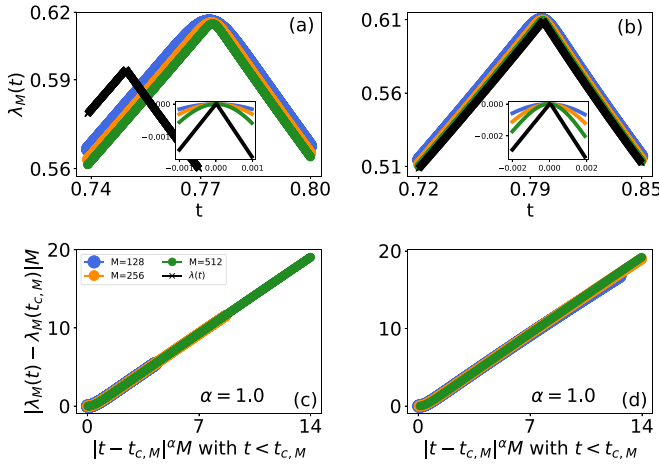 0.62
0.59
0.56
λ_M(t)
(a)
0.000
−0.001
−0.001
0.000
0.001
0.74
0.77
0.80
t
0.61
0.56
0.51
(b)
0.000
−0.002
−0.002
0.000
0.002
0.72
0.79
0.85
t
20
10
0
|λ_M(t) − λ_M(t_{c,M})|M
M=128
M=256
M=512
λ(t)
α = 1.0
(c)
0
7
14
|t − t_{c,M}|^α M with t < t_{c,M}
20
10
0
α = 1.0
(d)
0
7
14
|t − t_{c,M}|^α M with t < t_{c,M}